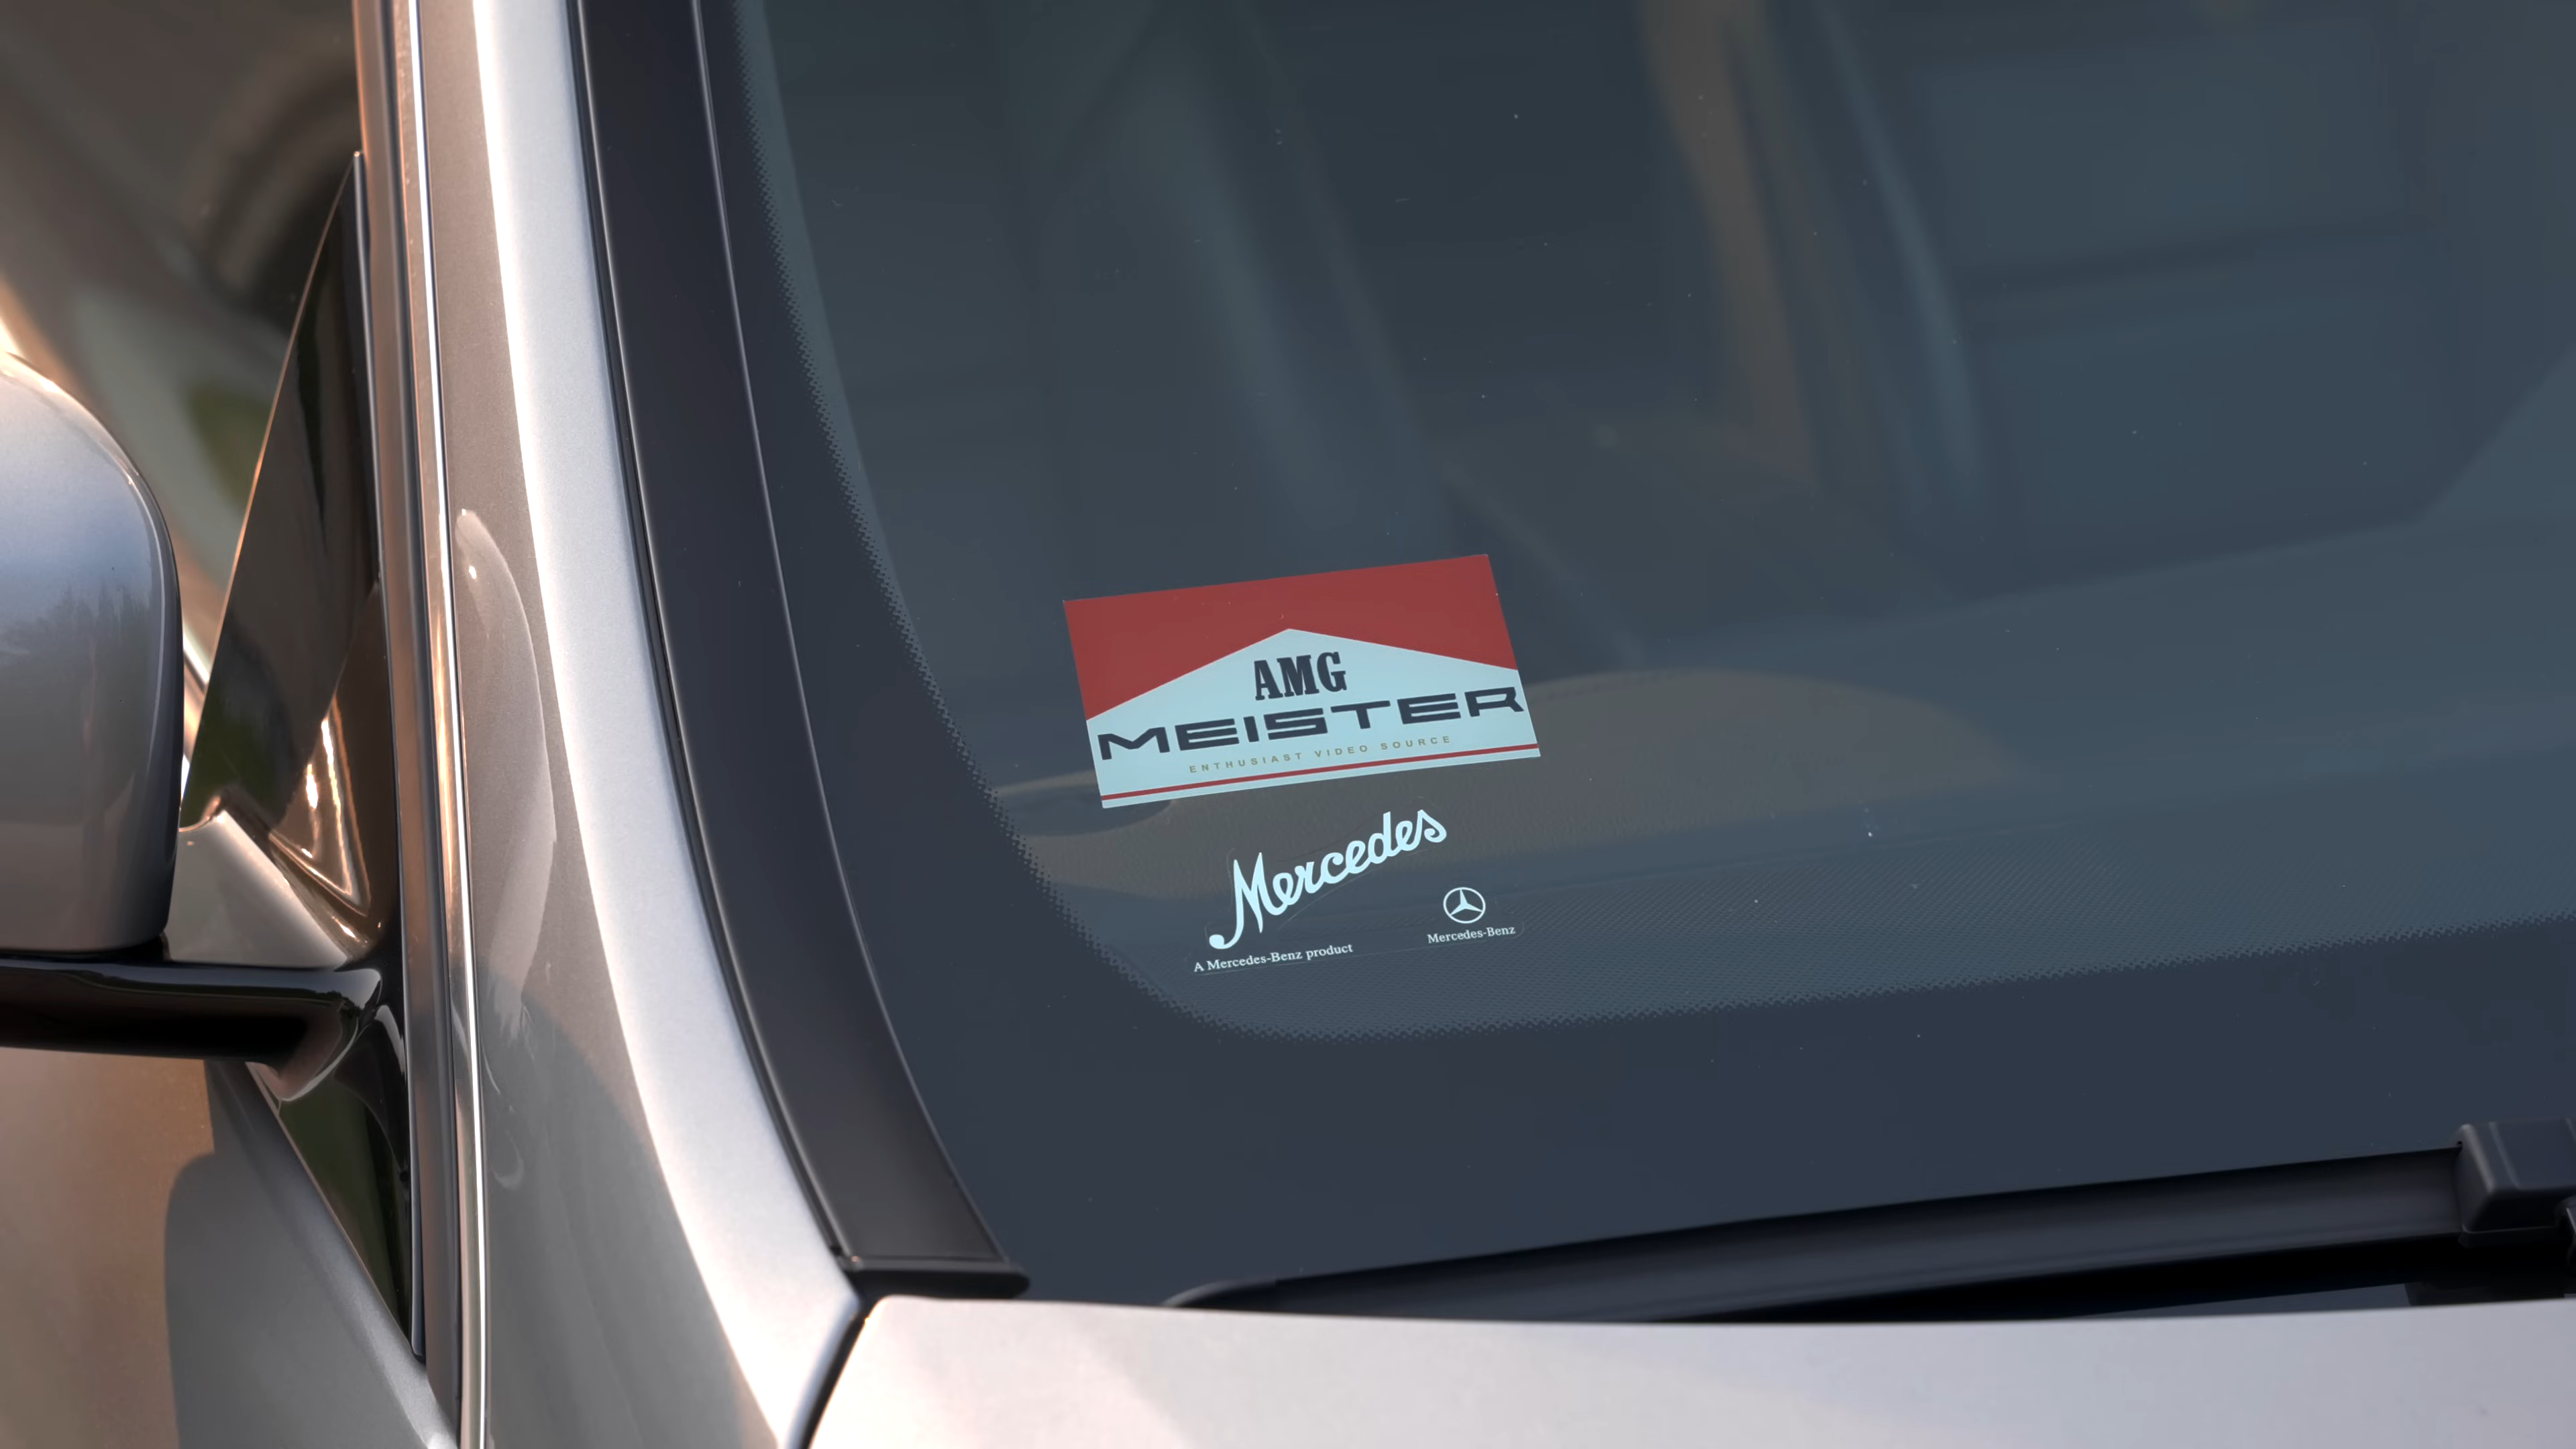 AMG
MEISTER
ENTHUSIAST VIDEO SOURCE
Mercedes
A Mercedes-Benz product
Mercedes-Benz